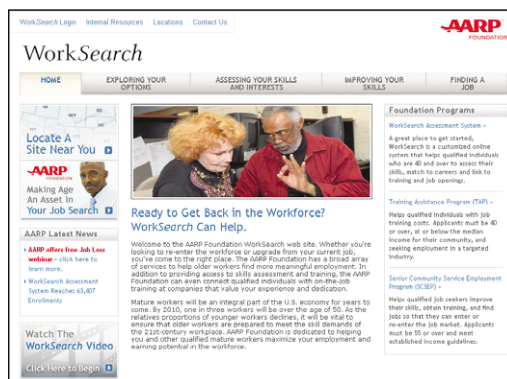 WorkSearch Login Internal Resources Locations Contact Us
AARP
FOUNDATION
WorkSearch
HOME
EXPLORING YOUR
OPTIONS
ASSESSING YOUR SKILLS
AND INTERESTS
IMPROVING YOUR
SKILLS
FINDING A
JOB
Locate A
Site Near You
AARP
FOUNDATION
Making Age
An Asset In
Your Job Search
AARP Latest News
AARP offers free Job Loss
webinar - click here to
learn more.
WorkSearch Assessment
System Reaches 63,407
Enrollments
Watch The
WorkSearch Video
Click Here to Begin
Ready to Get Back in the Workforce?
WorkSearch Can Help.
Welcome to the AARP Foundation WorkSearch web site. Whether you're
looking to re-enter the workforce or upgrade from your current job,
you've come to the right place. The AARP Foundation has a broad array
of services to help older workers find more meaningful employment. In
addition to providing access to skills assessment and training, the AARP
Foundation can even connect qualified individuals with on-the-job
training at companies that value your experience and dedication.
Mature workers will be an integral part of the U.S. economy for years to
come. By 2010, one in three workers will be over the age of 50. As the
relatives proportions of younger workers declines, it will be vital to
ensure that older workers are prepared to meet the skill demands of
the 21st-century workplace. AARP Foundation is dedicated to helping
you and other qualified mature workers maximize your employment and
earning potential in the workforce.
Foundation Programs
WorkSearch Assessment System »
A great place to get started,
WorkSearch is a customized online
system that helps qualified individuals
who are 40 and over to assess their
skills, match to careers and link to
training and job openings.
Training Assistance Program (TAP) »
Helps qualified individuals with job
training costs. Applicants must be 40
or over, at or below the median
income for their community, and
seeking employment in a targeted
industry.
Senior Community Service Employment
Program (SCSEP) »
Helps qualified job seekers improve
their skills, obtain training, and find
jobs so that they can enter or
re-enter the job market. Applicants
must be 55 or over and meet
established income guidelines.